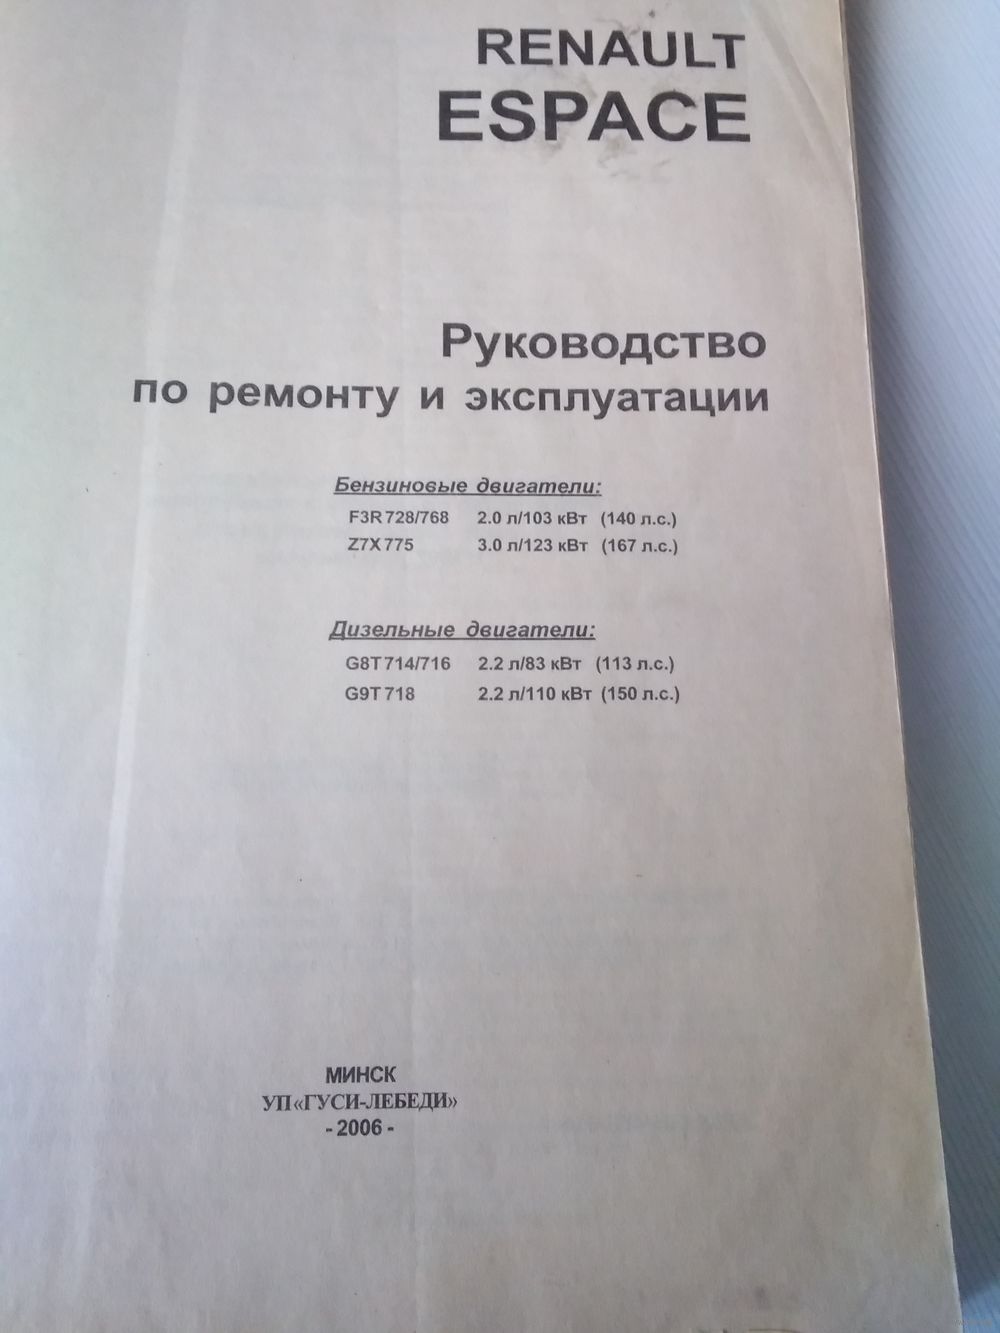 RENAULT
ESPACE
Руководство
по ремонту и эксплуатации
Бензиновые двигатели:
F3R 728/768 2.0 л/103 кВт (140 л.с.)
Z7X 775 3.0 л/123 кВт (167 л.с.)
Дизельные двигатели:
G8T 714/716 2.2 л/83 кВт (113 л.с.)
G9T 718 2.2 л/110 кВт (150 л.с.)
МИНСК
УП «ГУСИ-ЛЕБЕДИ»
- 2006 -